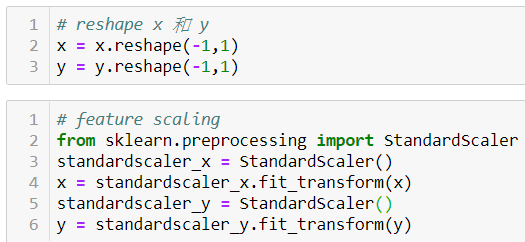 1 # reshape x 和 y
2 x = x.reshape(-1,1)
3 y = y.reshape(-1,1)
1 # feature scaling
2 from sklearn.preprocessing import StandardScaler
3 standardscaler_x = StandardScaler()
4 x = standardscaler_x.fit_transform(x)
5 standardscaler_y = StandardScaler()
6 y = standardscaler_y.fit_transform(y)